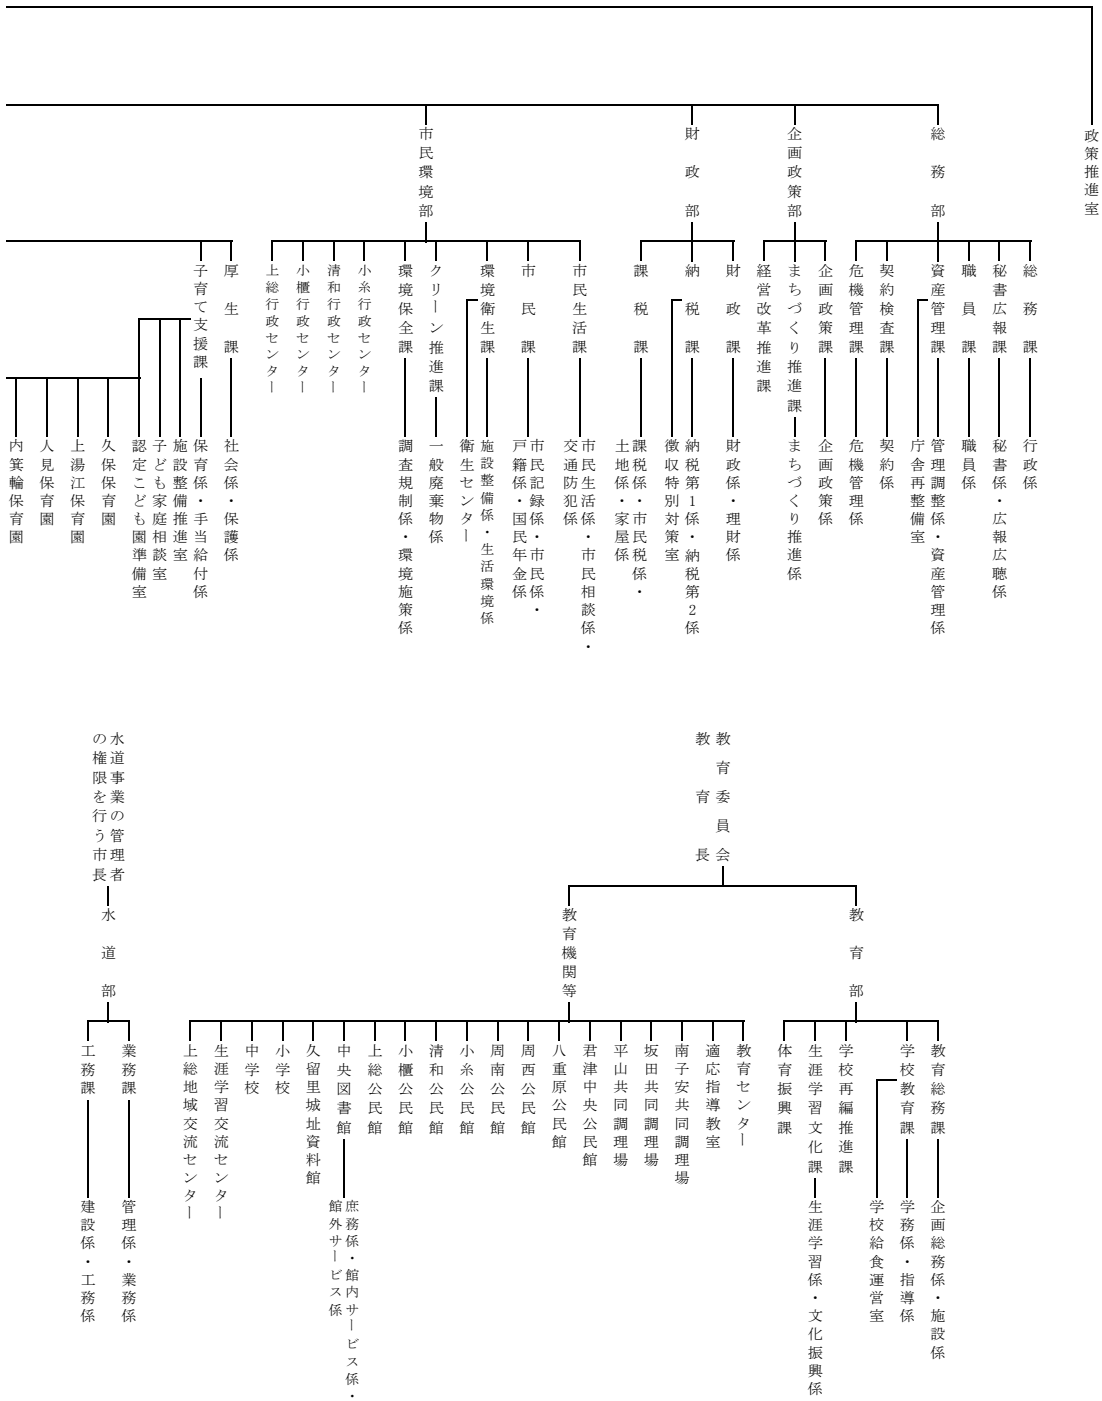 政策推進室
総務部
企画政策部
財政部
市民環境部
総務課
秘書広報課
職員課
資産管理課
契約検査課
危機管理課
企画政策課
まちづくり推進課
経営改革推進課
財政課
納税課
課税課
市民生活課
市民課
環境衛生課
クリーン推進課
環境保全課
小糸行政センター
清和行政センター
小櫃行政センター
上総行政センター
厚生課
子育て支援課
行政係
秘書係・広報広聴係
職員係
管理調整係・資産管理係
庁舎再整備室
契約係
危機管理係
企画政策係
まちづくり推進係
財政係・理財係
納税第1係・納税第2係
徴収特別対策室
課税係・市民税係・
土地係・家屋係
市民生活係・市民相談係・
交通防犯係
市民記録係・市民係・
戸籍係・国民年金係
施設整備係・生活環境係
衛生センター
一般廃棄物係
調査規制係・環境施策係
社会係・保護係
保育係・手当給付係
施設整備推進室
子ども家庭相談室
認定こども園準備室
久保保育園
上湯江保育園
人見保育園
内箕輪保育園
教育委員会
教育長
教育部
教育機関等
教育総務課
学校教育課
学校再編推進課
生涯学習文化課
体育振興課
教育センター
適応指導教室
南子安共同調理場
坂田共同調理場
平山共同調理場
君津中央公民館
八重原公民館
周西公民館
周南公民館
小糸公民館
清和公民館
小櫃公民館
上総公民館
中央図書館
久留里城址資料館
小学校
中学校
生涯学習交流センター
上総地域交流センター
企画総務係・施設係
学務係・指導係
学校給食運営室
生涯学習係・文化振興係
庶務係・館内サービス係・
館外サービス係
水道事業の管理者
の権限を行う市長
水道部
業務課
工務課
管理係・業務係
建設係・工務係